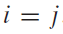 i = j